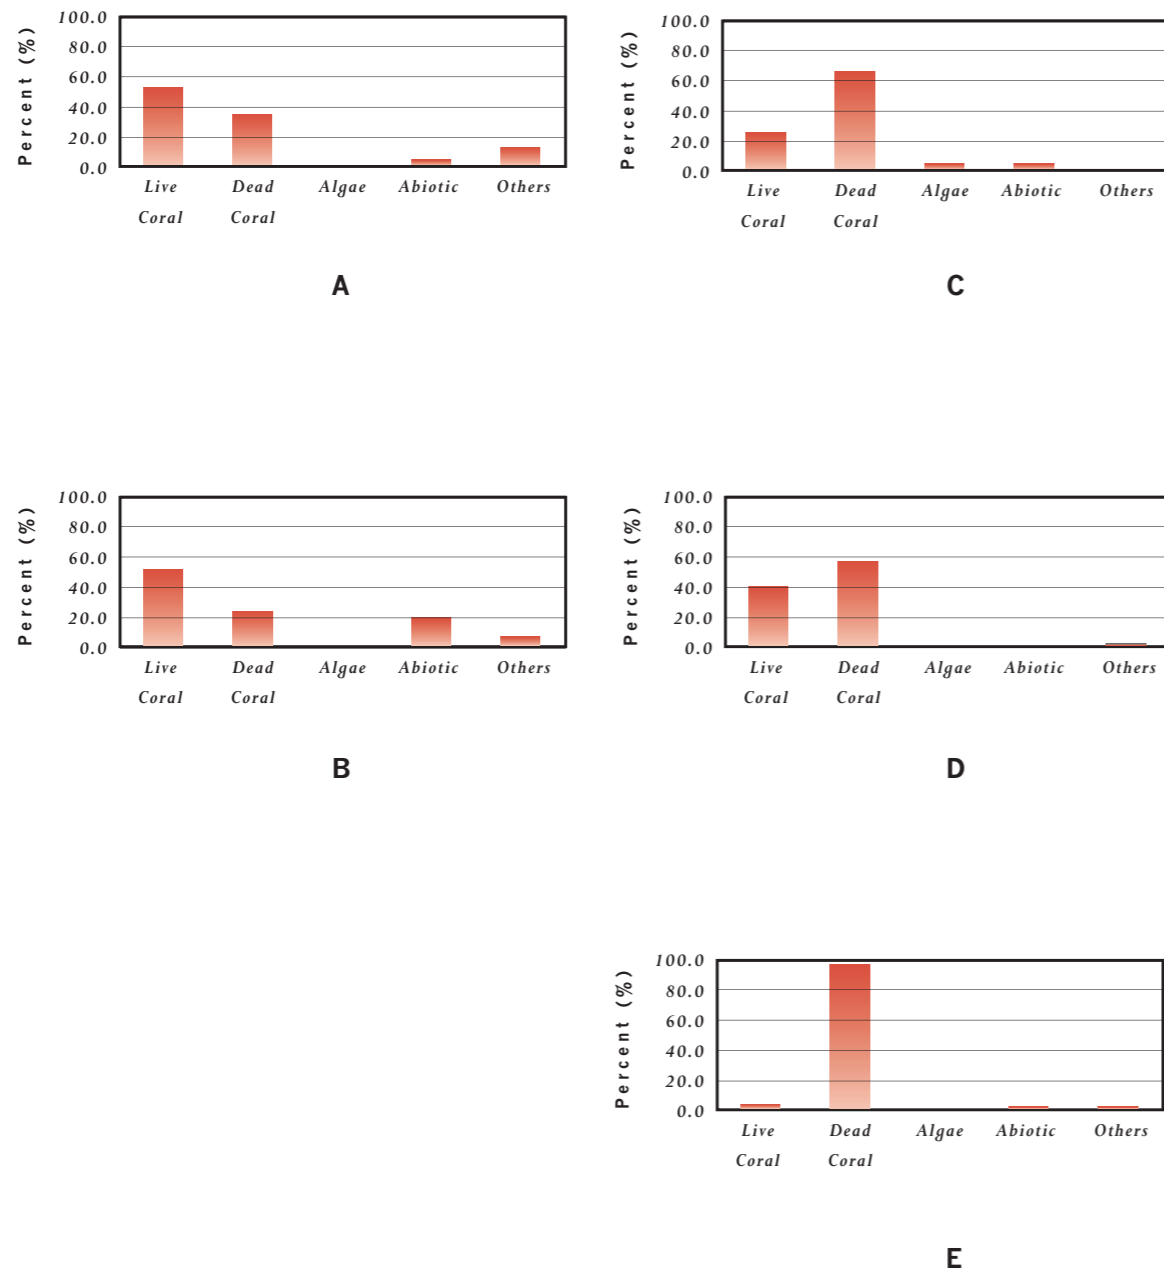 Percent (%)
100.0
80.0
60.0
40.0
20.0
0.0
Live Coral
Dead Coral
Algae
Abiotic
Others
A
Percent (%)
100.0
80.0
60.0
40.0
20.0
0.0
Live Coral
Dead Coral
Algae
Abiotic
Others
C
Percent (%)
100.0
80.0
60.0
40.0
20.0
0.0
Live Coral
Dead Coral
Algae
Abiotic
Others
B
Percent (%)
100.0
80.0
60.0
40.0
20.0
0.0
Live Coral
Dead Coral
Algae
Abiotic
Others
D
Percent (%)
100.0
80.0
60.0
40.0
20.0
0.0
Live Coral
Dead Coral
Algae
Abiotic
Others
E